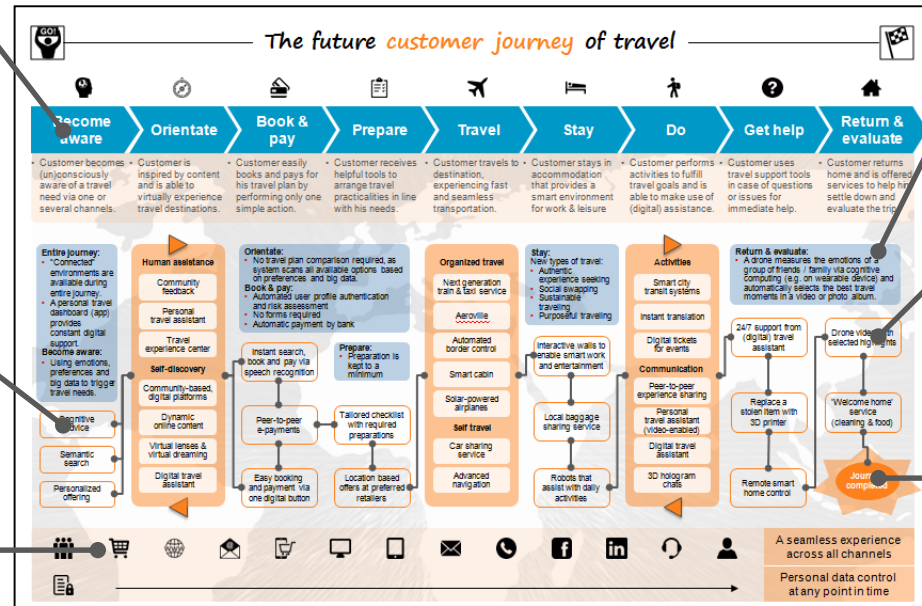 GO!
The future customer journey of travel
Become
aware
Orientate
Book &
pay
Prepare
Travel
Stay
Do
Get help
Return &
evaluate
• Customer becomes
(un)consciously
aware of a travel
need via one or
several channels.
• Customer is
inspired by content
and is able to
virtually experience
travel destinations.
• Customer easily
books and pays for
his travel plan by
performing only one
simple action.
• Customer receives
helpful tools to
arrange travel
practicalities in line
with his needs.
• Customer travels to
destination,
experiencing fast
and seamless
transportation.
• Customer stays in
accommodation
that provides a
smart environment
for work & leisure
• Customer performs
activities to fulfill
travel goals and is
able to make use of
(digital) assistance.
• Customer uses
travel support tools
in case of questions
or issues for
immediate help.
• Customer returns
home and is offered
services to help him
settle down and
evaluate the trip
Entire journey:
• "Connected"
environments are
available during
entire journey.
• A personal travel
dashboard (app)
provides
constant digital
support.
Become aware:
• Using emotions,
preferences and
big data to trigger
travel needs.
Cognitive
advice
Semantic
search
Personalized
offering
Human assistance
Community
feedback
Personal
travel assistant
Travel
experience center
Self-discovery
Community-based,
digital platforms
Dynamic
online content
Virtual lenses &
virtual dreaming
Digital travel
assistant
Orientate:
• No travel plan comparison required, as
system scans all available options based
on preferences and big data.
Book & pay:
• Automated user profile authentication
and risk assessment
• No forms required
• Automatic payment by bank
Instant search,
book and pay via
speech recognition
Peer-to-peer
e-payments
Easy booking
and payment via
one digital button
Prepare:
• Preparation is
kept to a
minimum
Tailored checklist
with required
preparations
Location based
offers at preferred
retailers
Organized travel
Next generation
train & taxi service
Aeroville
Automated
border control
Smart cabin
Solar-powered
airplanes
Self travel
Car sharing
service
Advanced
navigation
Stay:
New types of travel:
• Authentic
experience seeking
• Social swapping
• Sustainable
traveling
• Purposeful traveling
Interactive walls to
enable smart work
and entertainment
Local baggage
sharing service
Robots that
assist with daily
activities
Activities
Smart city
transit systems
Instant translation
Digital tickets
for events
Communication
Peer-to-peer
experience sharing
Personal
travel assistant
(video-enabled)
Digital travel
assistant
3D hologram
chats
Return & evaluate:
• A drone measures the emotions of a
group of friends / family via cognitive
computing (e.g. on wearable device) and
automatically selects the best travel
moments in a video or photo album.
24/7 support from
(digital) travel
assistant
Replace a
stolen item with
3D printer
Remote smart
home control
Drone video with
selected highlights
'Welcome home'
service
(cleaning & food)
Journey
completed
f
in
A seamless experience
across all channels
Personal data control
at any point in time